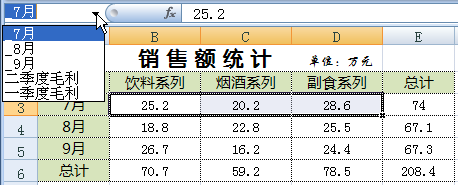 7月 fx 25.2
7月
_8月
_9月
二季度毛利
一季度毛利
B C D E
销售额统计 单位：万元
饮料系列 烟酒系列 副食系列 总计
3 7月 25.2 20.2 28.6 74
4 8月 18.8 22.8 25.5 67.1
5 9月 26.7 16.2 24.4 67.3
6 总计 70.7 59.2 78.5 208.4